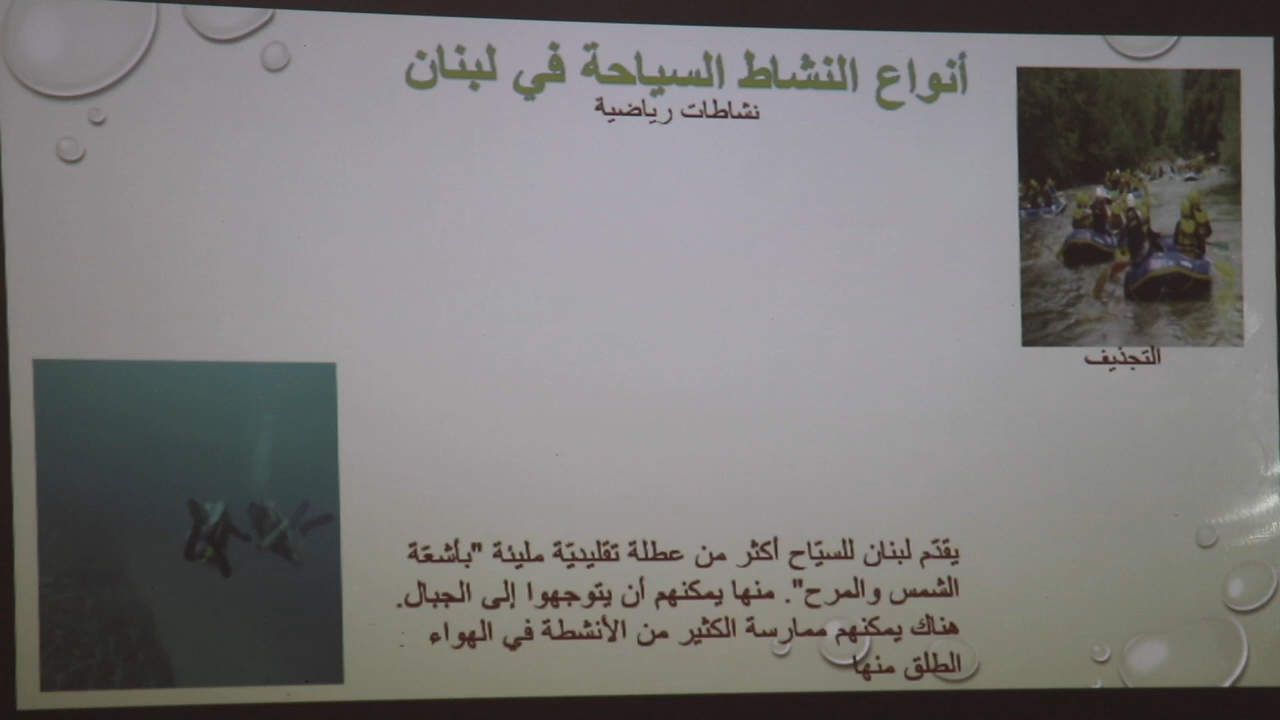 أنواع النشاط السياحة في لبنان
نشاطات رياضية
التجذيف
يقدّم لبنان للسيّاح أكثر من عطلة تقليديّة مليئة "بأشعّة
الشمس والمرح". منها يمكنهم أن يتوجهوا إلى الجبال.
هناك يمكنهم ممارسة الكثير من الأنشطة في الهواء
الطلق منها